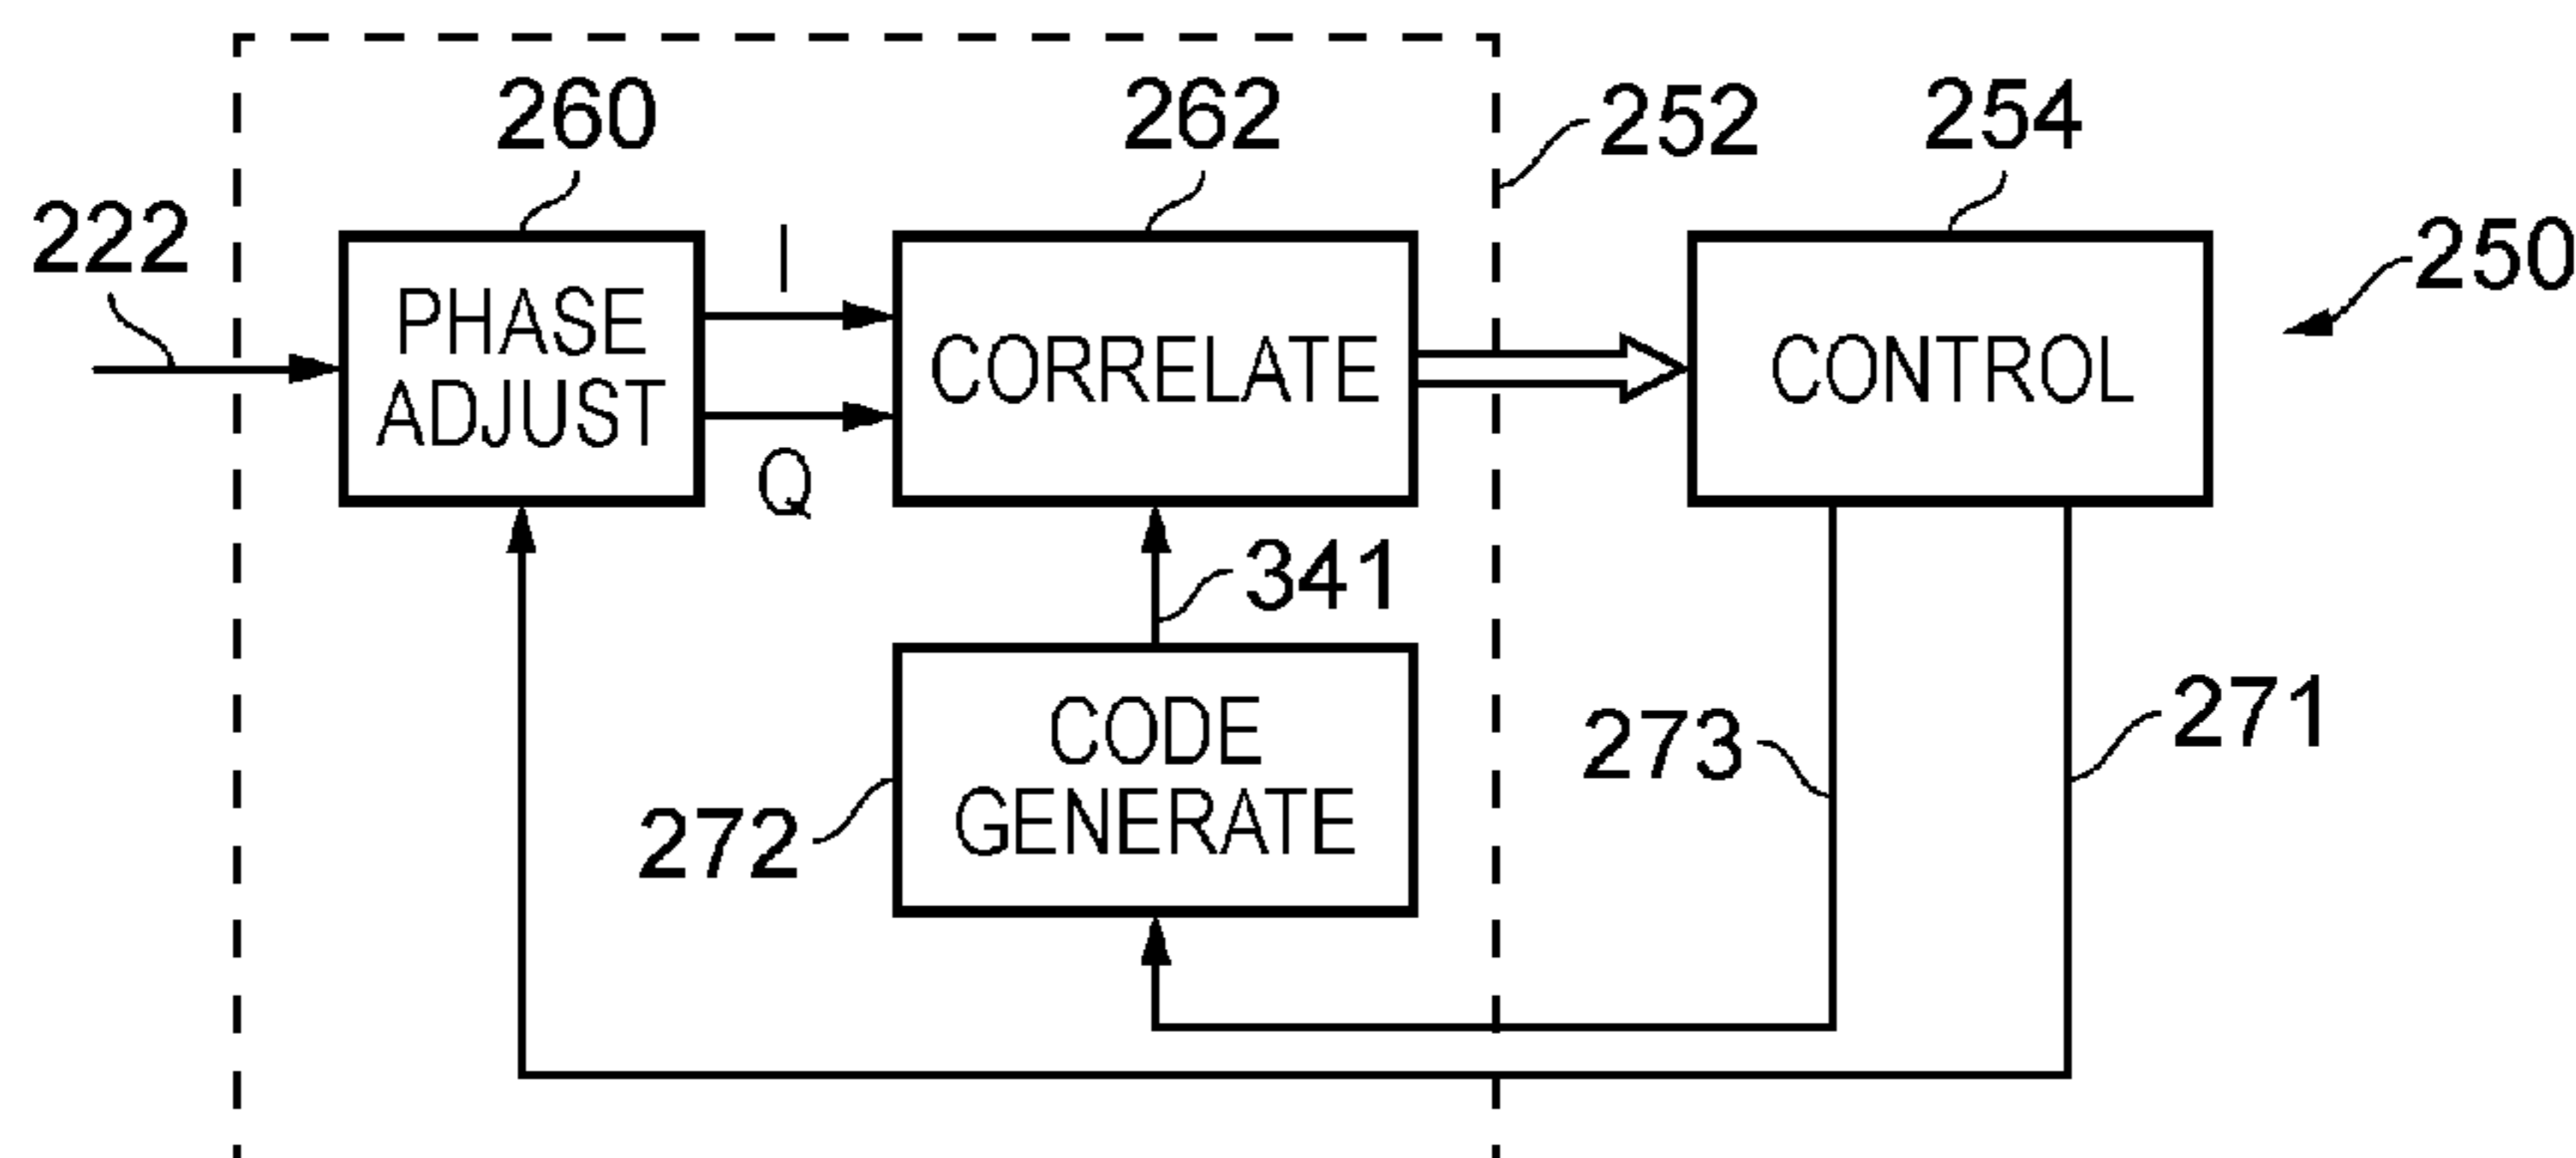 260
262
252
254
222
250
I
PHASE
ADJUST
CORRELATE
CONTROL
Q
341
CODE
GENERATE
273
271
272